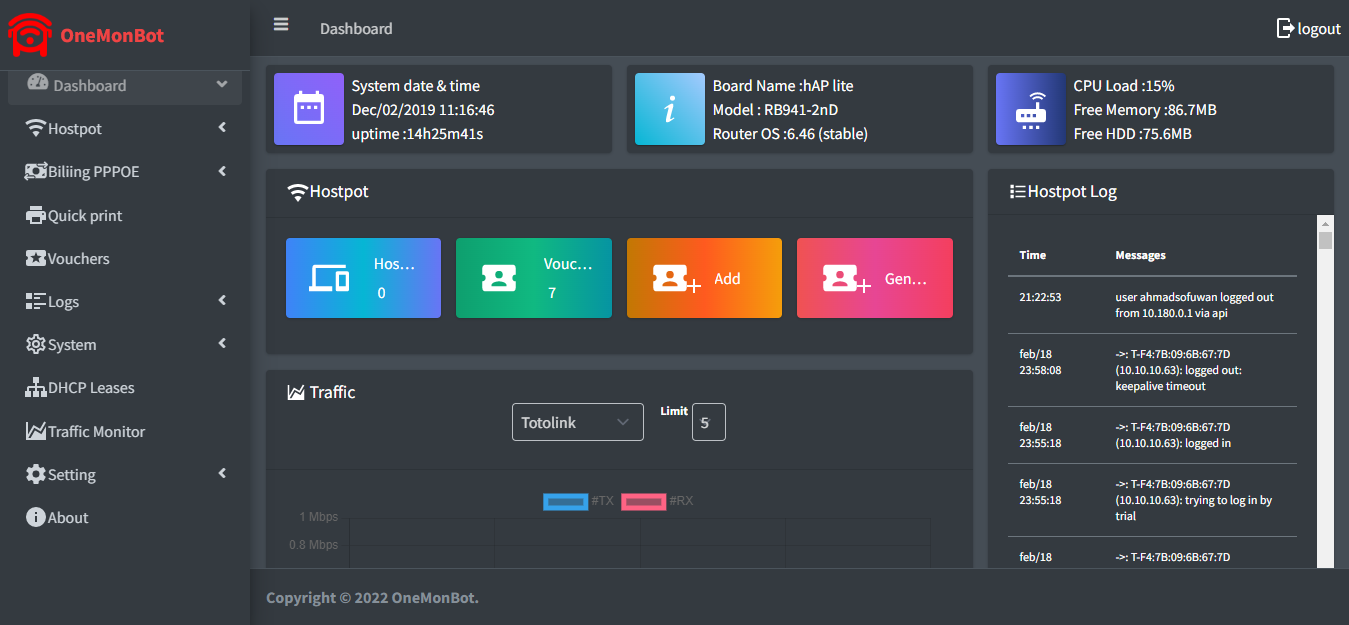 OneMonBot
Dashboard
Hostpot
Biliing PPPOE
Quick print
Vouchers
Logs
System
DHCP Leases
Traffic Monitor
Setting
About
Dashboard
logout
System date & time
Dec/02/2019 11:16:46
uptime :14h25m41s
Board Name :hAP lite
Model : RB941-2nD
Router OS :6.46 (stable)
CPU Load :15%
Free Memory :86.7MB
Free HDD :75.6MB
Hostpot
Hos...
0
Vouc...
7
Add
Gen...
Traffic
Totolink
Limit
5
#TX
#RX
1 Mbps
0.8 Mbps
Hostpot Log
Time Messages
21:22:53 user ahmadsofuwan logged out
from 10.180.0.1 via api
feb/18 ->: T-F4:7B:09:6B:67:7D
23:58:08 (10.10.10.63): logged out:
keepalive timeout
feb/18 ->: T-F4:7B:09:6B:67:7D
23:55:18 (10.10.10.63): logged in
feb/18 ->: T-F4:7B:09:6B:67:7D
23:55:18 (10.10.10.63): trying to log in by
trial
feb/18 ->: T-F4:7B:09:6B:67:7D
Copyright © 2022 OneMonBot.